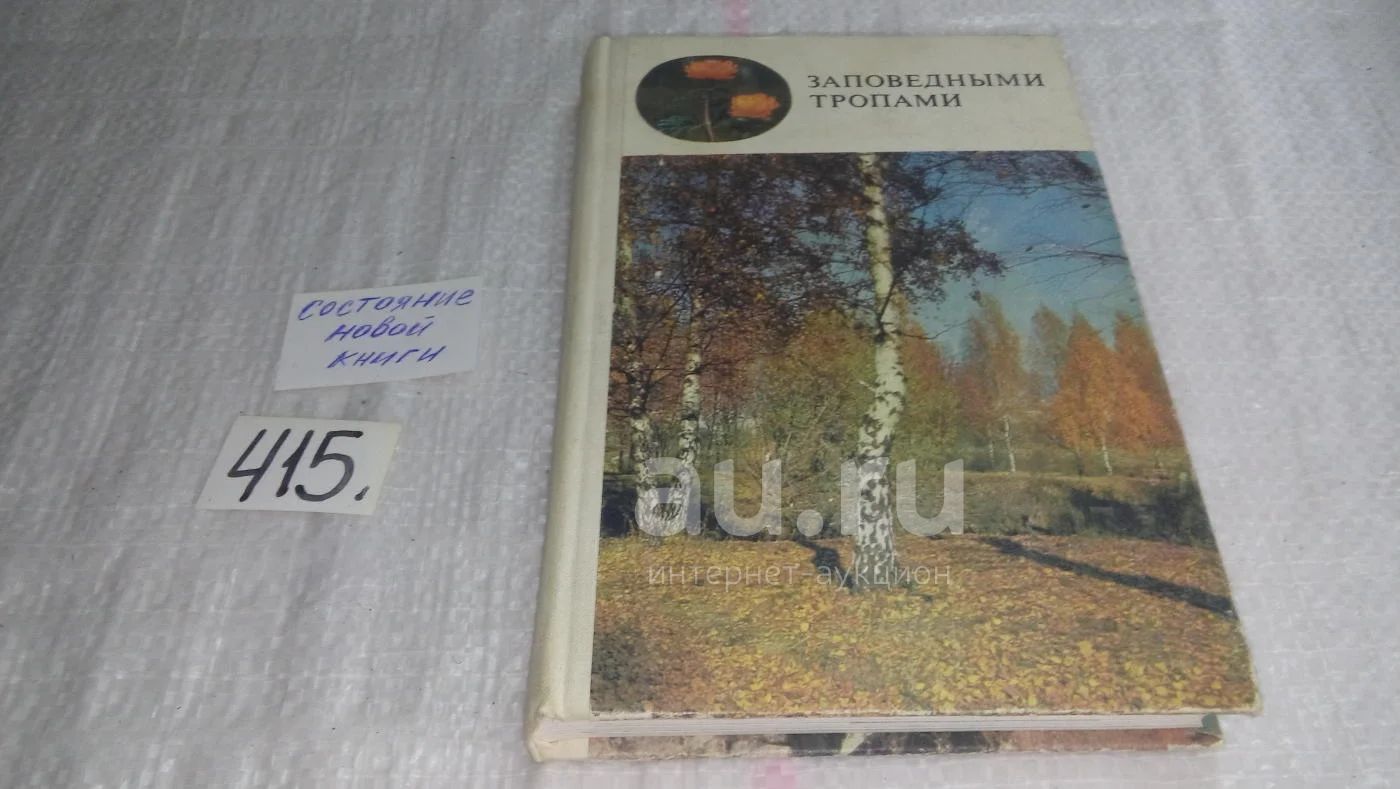 ЗАПОВЕДНЫМИ
ТРОПАМИ
состояние
новой
книги
415.
au.ru
интернет-аукцион